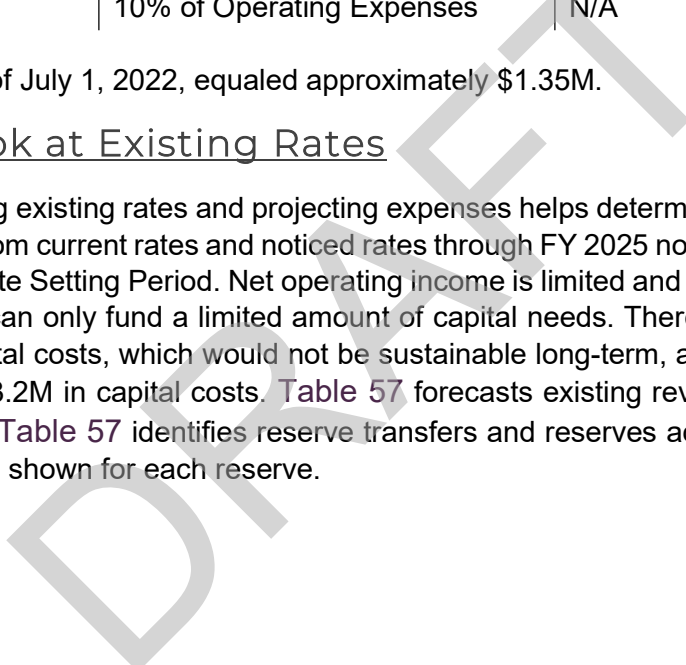 10% of Operating Expenses N/A
of July 1, 2022, equaled approximately $1.35M.
ok at Existing Rates
g existing rates and projecting expenses helps determ
om current rates and noticed rates through FY 2025 no
te Setting Period. Net operating income is limited and
can only fund a limited amount of capital needs. Ther
tal costs, which would not be sustainable long-term, a
3.2M in capital costs. Table 57 forecasts existing rev
Table 57 identifies reserve transfers and reserves a
shown for each reserve.
DRAFT